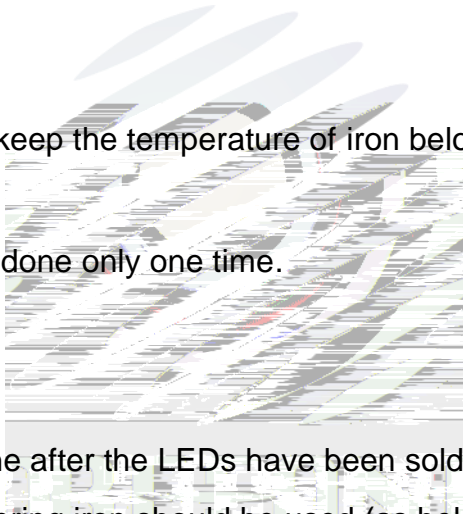 keep the temperature of iron belo
done only one time.
e after the LEDs have been sold
ring iron should be used (as bel